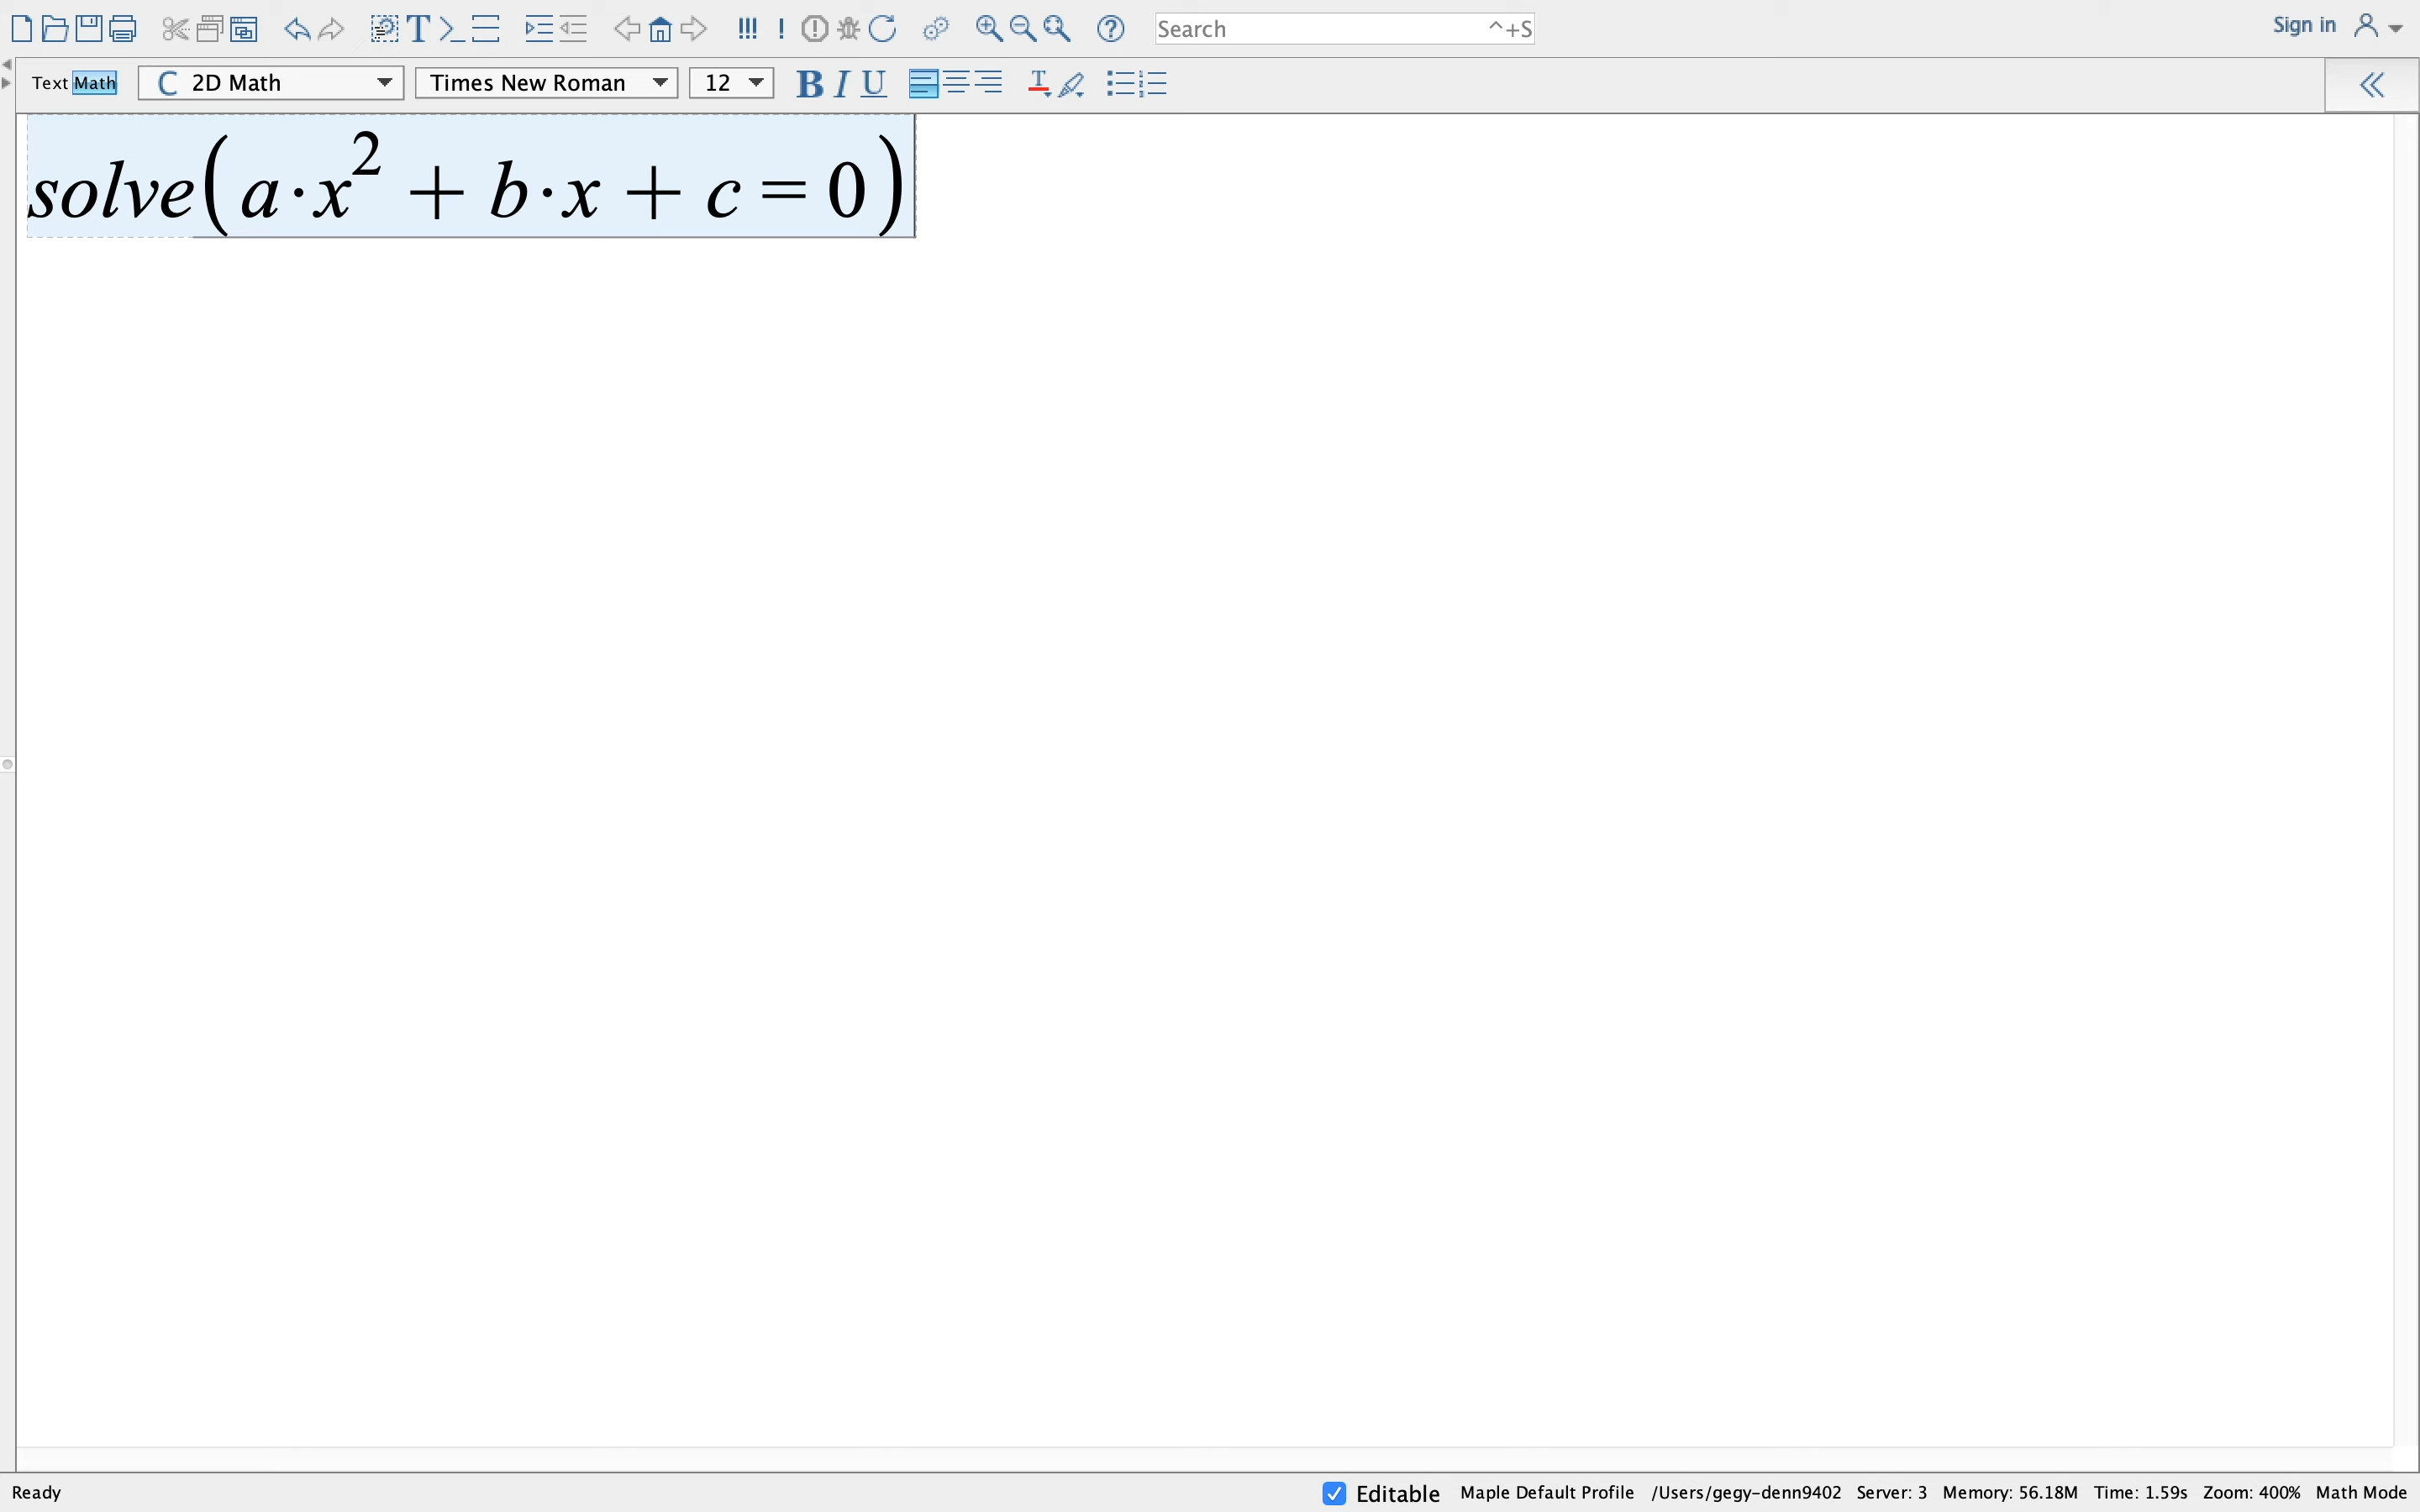 Search ^+S Sign in
Text Math C 2D Math Times New Roman 12 B I U
solve(a·x² + b·x + c = 0)
Ready Editable Maple Default Profile /Users/gegy-denn9402 Server: 3 Memory: 56.18M Time: 1.59s Zoom: 400% Math Mode